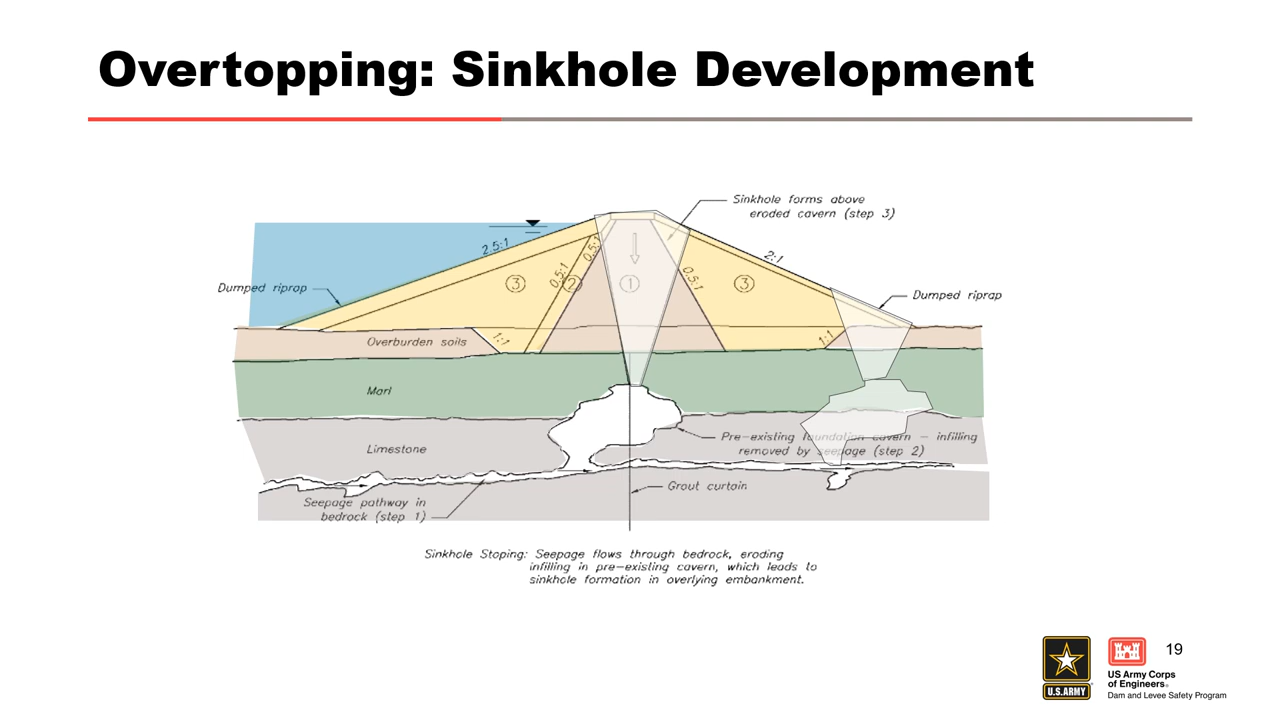 Overtopping: Sinkhole Development
Sinkhole forms above
eroded cavern (step 3)
2.5:1
2:1
0.5:1
0.5:1
0.5:1
3
2
1
3
Dumped riprap
Dumped riprap
1:1
1:1
Overburden soils
Marl
Limestone
Pre-existing foundation cavern – infilling
removed by seepage (step 2)
Seepage pathway in
bedrock (step 1)
Grout curtain
Sinkhole Stoping: Seepage flows through bedrock, eroding
infilling in pre-existing cavern, which leads to
sinkhole formation in overlying embankment.
19
U.S.ARMY
US Army Corps
of Engineers®
Dam and Levee Safety Program